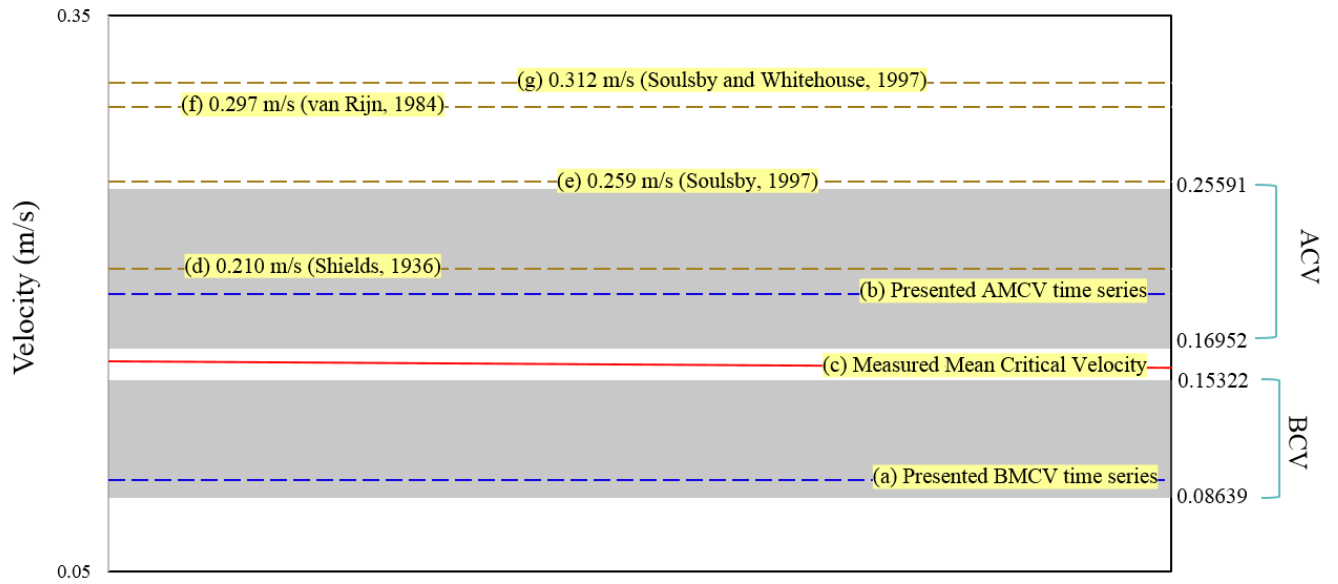 0.35
(g) 0.312 m/s (Soulsby and Whitehouse, 1997)
(f) 0.297 m/s (van Rijn, 1984)
(e) 0.259 m/s (Soulsby, 1997)
0.25591
(d) 0.210 m/s (Shields, 1936)
(b) Presented AMCV time series
ACV
Velocity (m/s)
0.16952
(c) Measured Mean Critical Velocity
0.15322
BCV
(a) Presented BMCV time series
0.08639
0.05